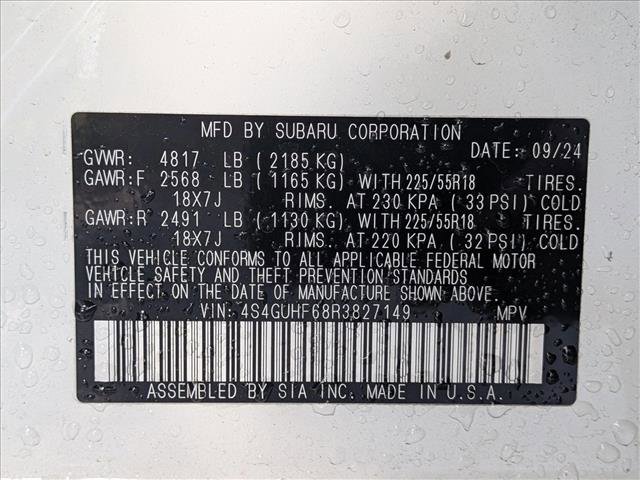 MFD BY SUBARU CORPORATION
GVWR: 4817 LB (2185 KG) DATE: 09/24
GAWR:F 2568 LB (1165 KG) WITH 225/55R18 TIRES.
18X7J RIMS. AT 230 KPA (33 PSI) COLD
GAWR:R 2491 LB (1130 KG) WITH 225/55R18 TIRES.
18X7J RIMS. AT 220 KPA (32 PSI) COLD
THIS VEHICLE CONFORMS TO ALL APPLICABLE FEDERAL MOTOR
VEHICLE SAFETY AND THEFT PREVENTION STANDARDS
IN EFFECT ON THE DATE OF MANUFACTURE SHOWN ABOVE.
VIN: 4S4GUHF68R3827149 MPV
ASSEMBLED BY SIA INC. MADE IN U.S.A.